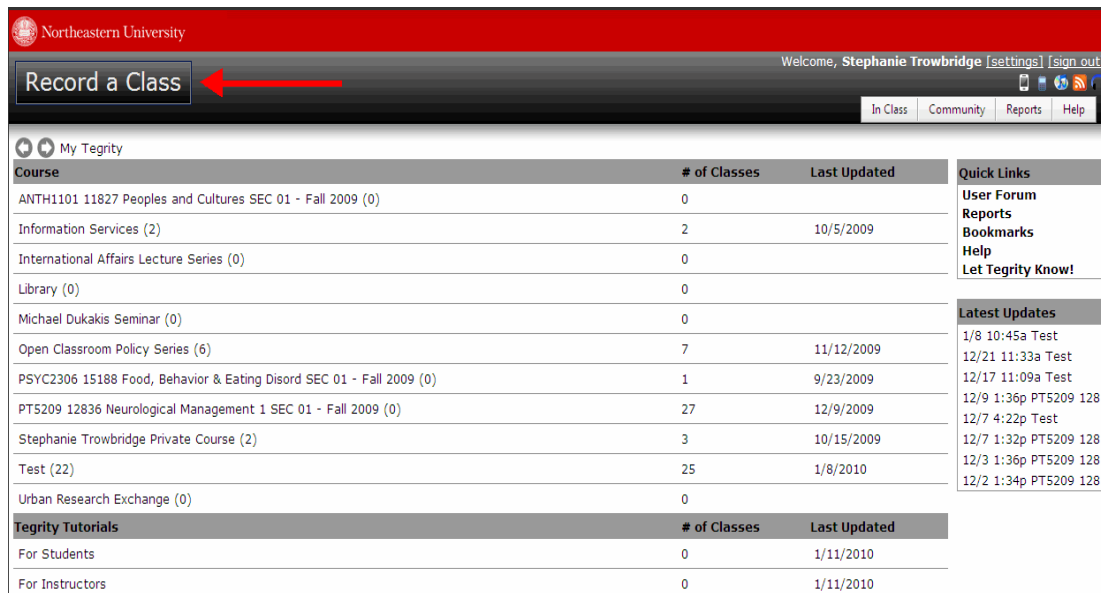 Northeastern University
Welcome, Stephanie Trowbridge [settings] [sign out
Record a Class
In Class Community Reports Help
My Tegrity
Course # of Classes Last Updated
ANTH1101 11827 Peoples and Cultures SEC 01 - Fall 2009 (0) 0
Information Services (2) 2 10/5/2009
International Affairs Lecture Series (0) 0
Library (0) 0
Michael Dukakis Seminar (0) 0
Open Classroom Policy Series (6) 7 11/12/2009
PSYC2306 15188 Food, Behavior & Eating Disord SEC 01 - Fall 2009 (0) 1 9/23/2009
PT5209 12836 Neurological Management 1 SEC 01 - Fall 2009 (0) 27 12/9/2009
Stephanie Trowbridge Private Course (2) 3 10/15/2009
Test (22) 25 1/8/2010
Urban Research Exchange (0) 0
Tegrity Tutorials # of Classes Last Updated
For Students 0 1/11/2010
For Instructors 0 1/11/2010
Quick Links
User Forum
Reports
Bookmarks
Help
Let Tegrity Know!
Latest Updates
1/8 10:45a Test
12/21 11:33a Test
12/17 11:09a Test
12/9 1:36p PT5209 128
12/7 4:22p Test
12/7 1:32p PT5209 128
12/3 1:36p PT5209 128
12/2 1:34p PT5209 128